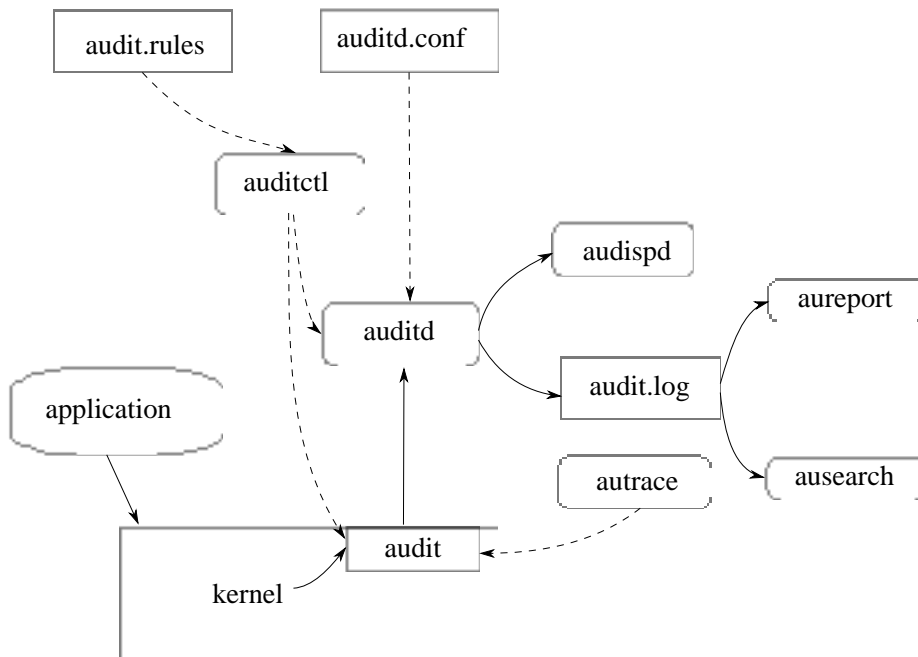 audit.rules
auditd.conf
auditctl
audispd
aureport
auditd
audit.log
application
autrace
ausearch
audit
kernel